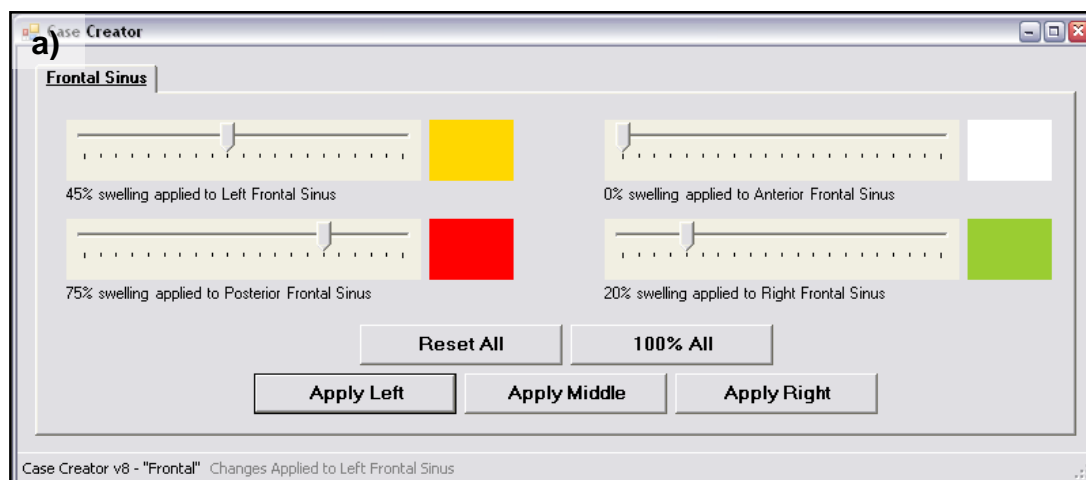 Case Creator
a)
Frontal Sinus
45% swelling applied to Left Frontal Sinus
0% swelling applied to Anterior Frontal Sinus
75% swelling applied to Posterior Frontal Sinus
20% swelling applied to Right Frontal Sinus
Reset All
100% All
Apply Left
Apply Middle
Apply Right
Case Creator v8 - "Frontal" Changes Applied to Left Frontal Sinus